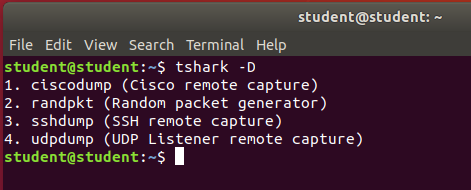 student@student: ~
File Edit View Search Terminal Help
student@student:~$ tshark -D
1. ciscodump (Cisco remote capture)
2. randpkt (Random packet generator)
3. sshdump (SSH remote capture)
4. udpdump (UDP Listener remote capture)
student@student:~$